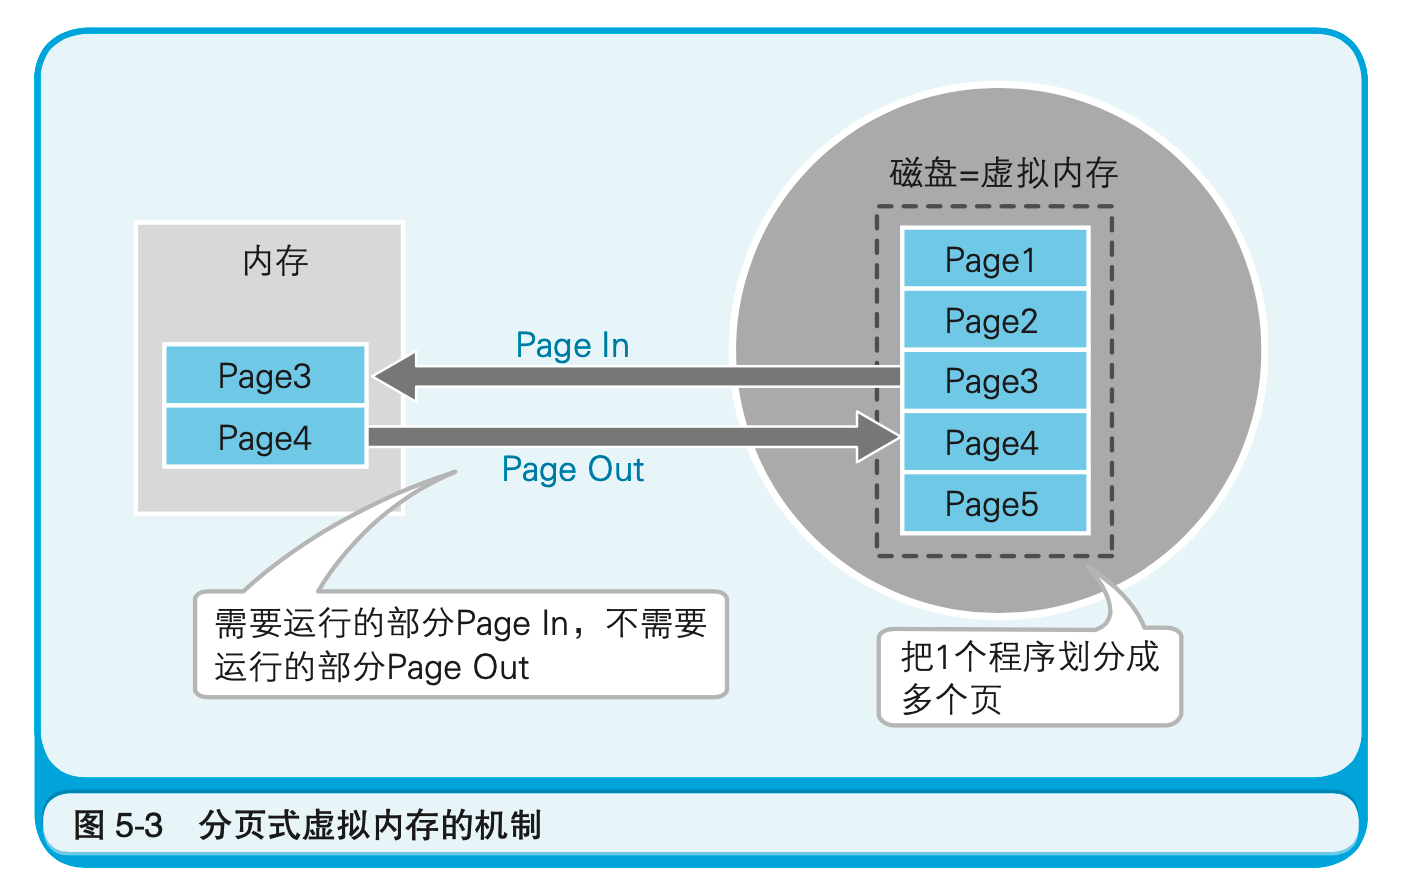 磁盘=虚拟内存
内存
Page1
Page2
Page3
Page4
Page5
Page In
Page3
Page4
Page Out
需要运行的部分Page In，不需要
运行的部分Page Out
把1个程序划分成
多个页
图 5-3 分页式虚拟内存的机制